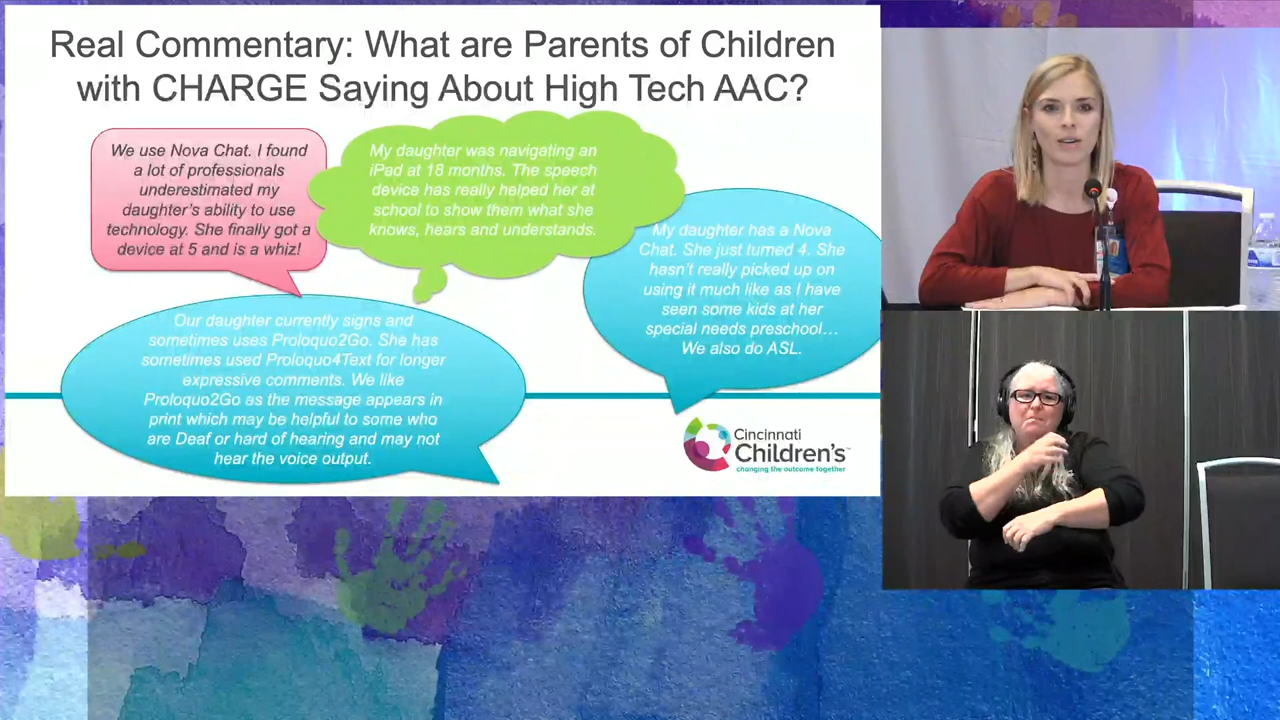 Real Commentary: What are Parents of Children
with CHARGE Saying About High Tech AAC?
We use Nova Chat. I found
a lot of professionals
underestimated my
daughter's ability to use
technology. She finally got a
device at 5 and is a whiz!
My daughter was navigating an
iPad at 18 months. The speech
device has really helped her at
school to show them what she
knows, hears and understands.
My daughter has a Nova
Chat. She just turned 4. She
hasn't really picked up on
using it much like as I have
seen some kids at her
special needs preschool...
We also do ASL.
Our daughter currently signs and
sometimes uses Proloquo2Go. She has
sometimes used Proloquo4Text for longer
expressive comments. We like
Proloquo2Go as the message appears in
print which may be helpful to some who
are Deaf or hard of hearing and may not
hear the voice output.
Cincinnati
Children's™
changing the outcome together